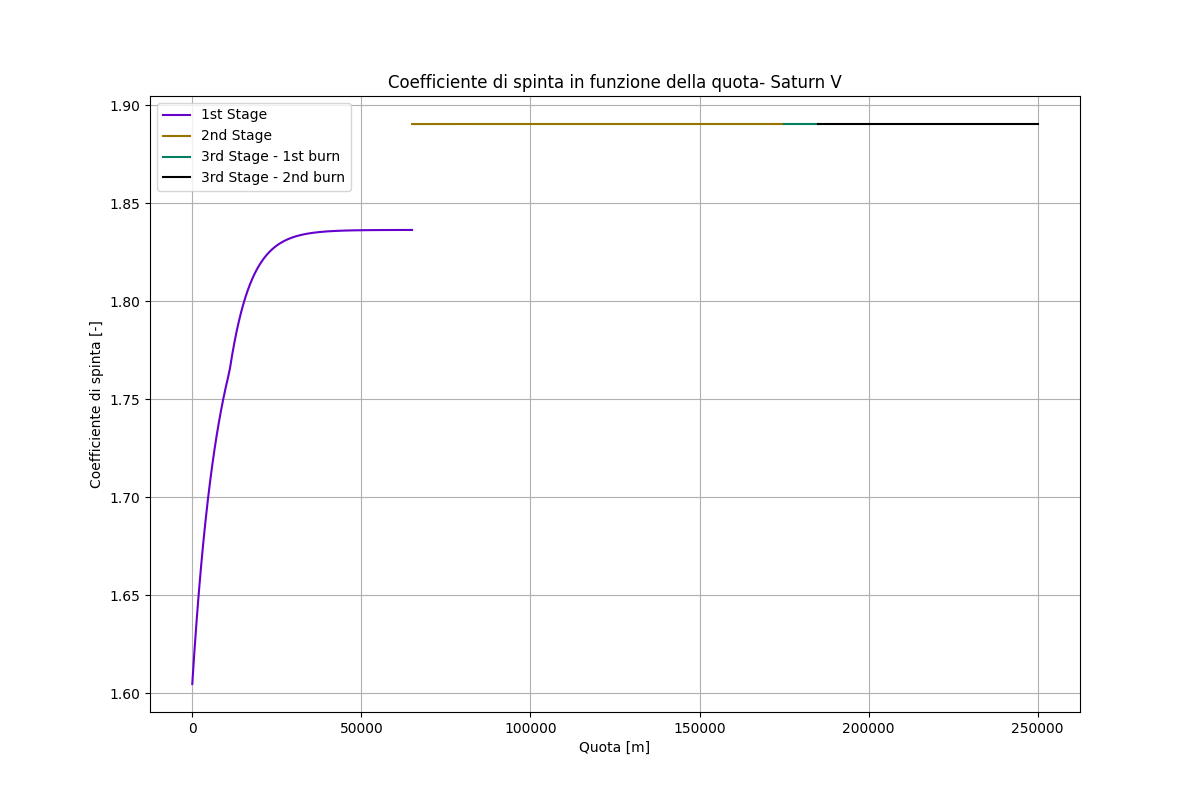 Coefficiente di spinta in funzione della quota- Saturn V
1st Stage
2nd Stage
3rd Stage - 1st burn
3rd Stage - 2nd burn
Coefficiente di spinta [-]
1.90
1.85
1.80
1.75
1.70
1.65
1.60
0
50000
100000
150000
200000
250000
Quota [m]